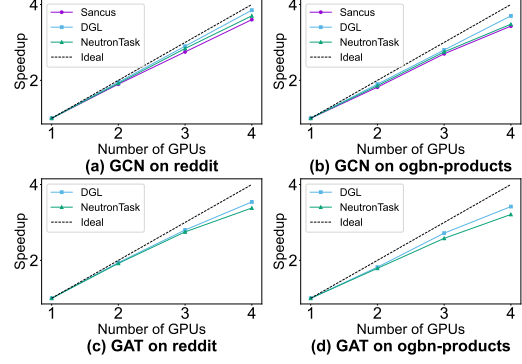 4
2
Speedup
Sancus
DGL
NeutronTask
Ideal
1 2 3 4
Number of GPUs
(a) GCN on reddit
4
2
Speedup
Sancus
DGL
NeutronTask
Ideal
1 2 3 4
Number of GPUs
(b) GCN on ogbn-products
4
2
Speedup
DGL
NeutronTask
Ideal
1 2 3 4
Number of GPUs
(c) GAT on reddit
4
2
Speedup
DGL
NeutronTask
Ideal
1 2 3 4
Number of GPUs
(d) GAT on ogbn-products